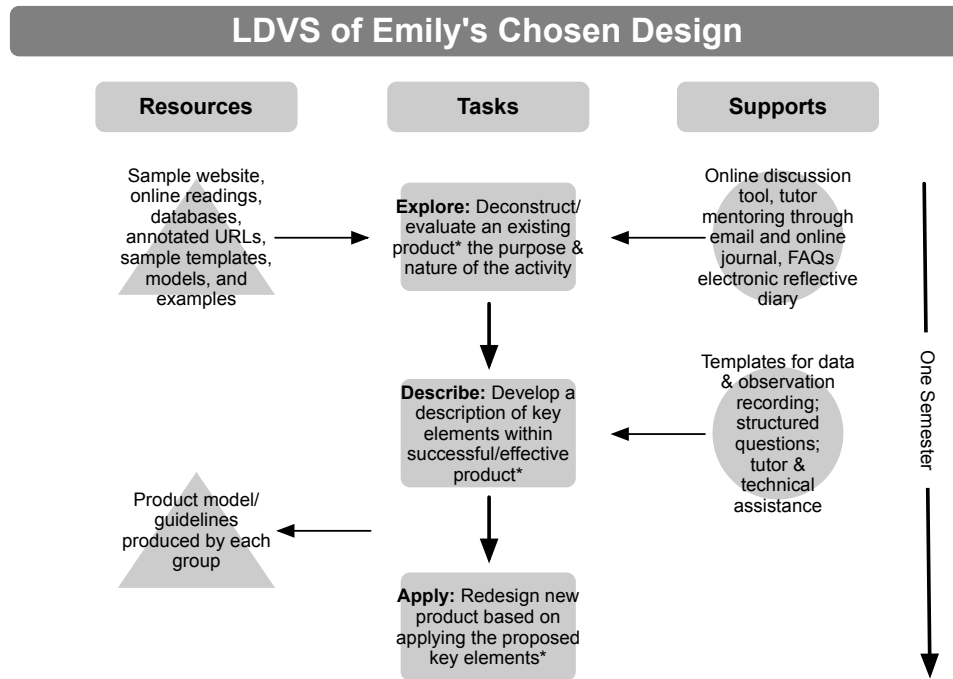 LDVS of Emily's Chosen Design
Resources
Tasks
Supports
Sample website,
online readings,
databases,
annotated URLs,
sample templates,
models, and
examples
Explore: Deconstruct/
evaluate an existing
product* the purpose &
nature of the activity
Online discussion
tool, tutor
mentoring through
email and online
journal, FAQs
electronic reflective
diary
Describe: Develop a
description of key
elements within
successful/effective
product*
Templates for data
& observation
recording;
structured
questions;
tutor &
technical
assistance
One Semester
Product model/
guidelines
produced by each
group
Apply: Redesign new
product based on
applying the proposed
key elements*